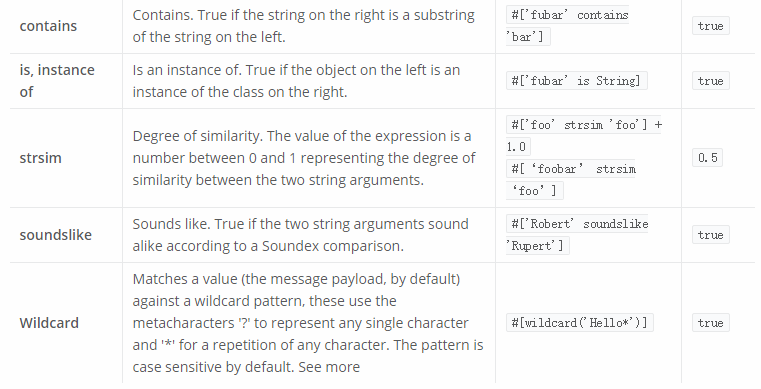 contains
Contains. True if the string on the right is a substring
of the string on the left.
#['fubar' contains
'bar']
true
is, instance
of
Is an instance of. True if the object on the left is an
instance of the class on the right.
#['fubar' is String]
true
strsim
Degree of similarity. The value of the expression is a
number between 0 and 1 representing the degree of
similarity between the two string arguments.
#['foo' strsim 'foo'] +
1.0
#[ ‘foobar’ strsim
‘foo’ ]
0.5
soundslike
Sounds like. True if the two string arguments sound
alike according to a Soundex comparison.
#['Robert' soundslike
'Rupert']
true
Wildcard
Matches a value (the message payload, by default)
against a wildcard pattern, these use the
metacharacters '?' to represent any single character
and '*' for a repetition of any character. The pattern is
case sensitive by default. See more
#[wildcard('Hello*')]
true